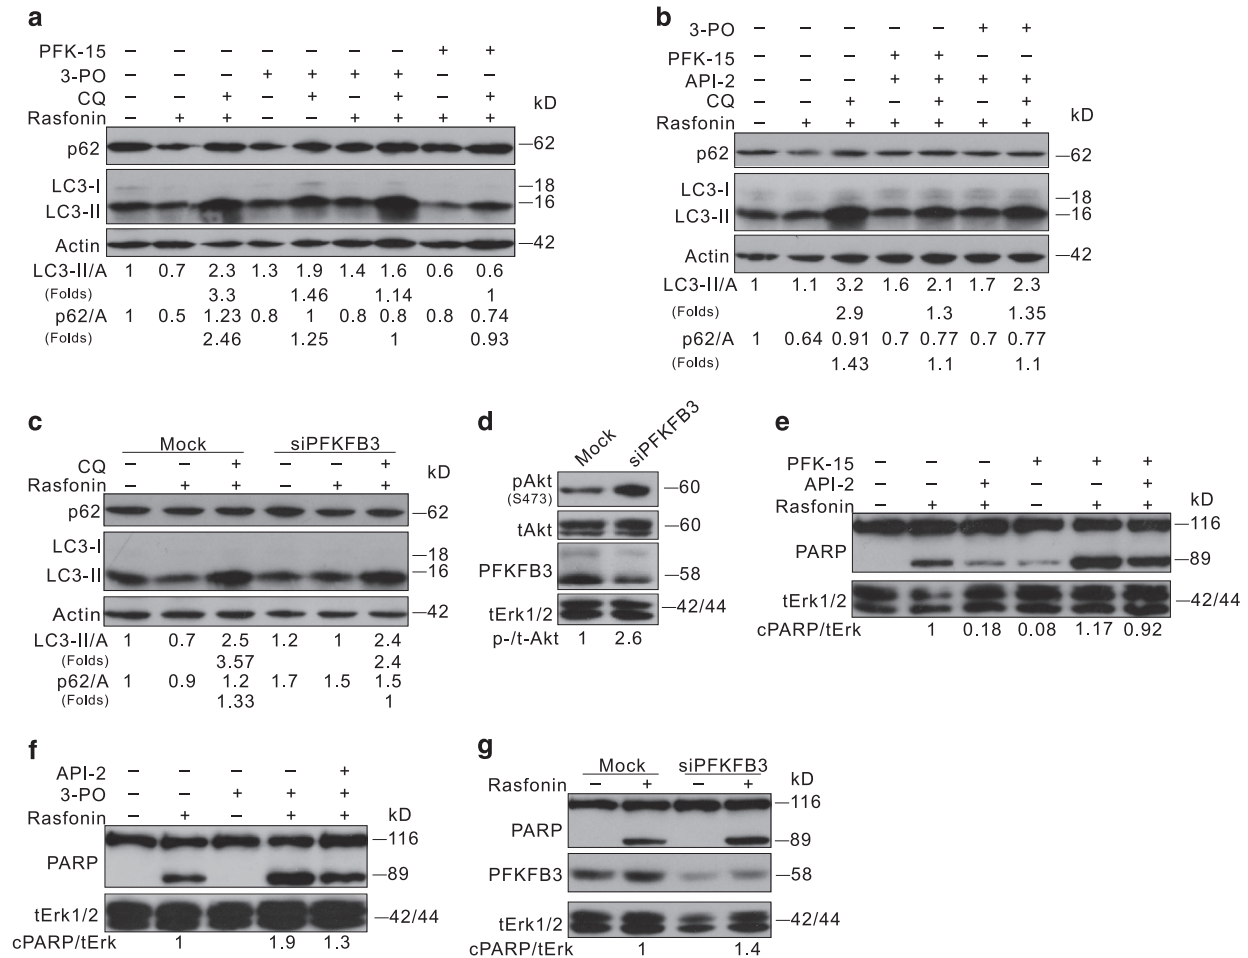 a
PFK-15 – – – – – – – + +
3-PO – – – + + + + – –
CQ – – + – + – + – +
Rasfonin – + + – – + + + +
kD
p62 –62
LC3-I –18
LC3-II –16
Actin –42
LC3-II/A 1 0.7 2.3 1.3 1.9 1.4 1.6 0.6 0.6
(Folds) 3.3 1.46 1.14 1
p62/A 1 0.5 1.23 0.8 1 0.8 0.8 0.8 0.74
(Folds) 2.46 1.25 1 0.93
b
3-PO – – – – – + +
PFK-15 – – – + + – –
API-2 – – – + + + +
CQ – – + – + – +
Rasfonin – + + + + + +
kD
p62 –62
LC3-I –18
LC3-II –16
Actin –42
LC3-II/A 1 1.1 3.2 1.6 2.1 1.7 2.3
(Folds) 2.9 1.3 1.35
p62/A 1 0.64 0.91 0.7 0.77 0.7 0.77
(Folds) 1.43 1.1 1.1
c
Mock siPFKFB3
CQ – – + – – +
Rasfonin – + + – + +
kD
p62 –62
LC3-I –18
LC3-II –16
Actin –42
LC3-II/A 1 0.7 2.5 1.2 1 2.4
(Folds) 3.57 2.4
p62/A 1 0.9 1.2 1.7 1.5 1.5
(Folds) 1.33 1
d
Mock siPFKFB3
pAkt –60
(S473)
tAkt –60
PFKFB3 –58
tErk1/2 –42/44
p-/t-Akt 1 2.6
e
PFK-15 – – – + + +
API-2 – – + – – +
Rasfonin – + + – + +
kD
–116
PARP –89
tErk1/2 –42/44
cPARP/tErk 1 0.18 0.08 1.17 0.92
f
API-2 – – – – +
3-PO – – + + +
Rasfonin – + – + + kD
–116
PARP –89
tErk1/2 –42/44
cPARP/tErk 1 1.9 1.3
g
Mock siPFKFB3
Rasfonin – + – + kD
–116
PARP –89
PFKFB3 –58
tErk1/2 –42/44
cPARP/tErk 1 1.4